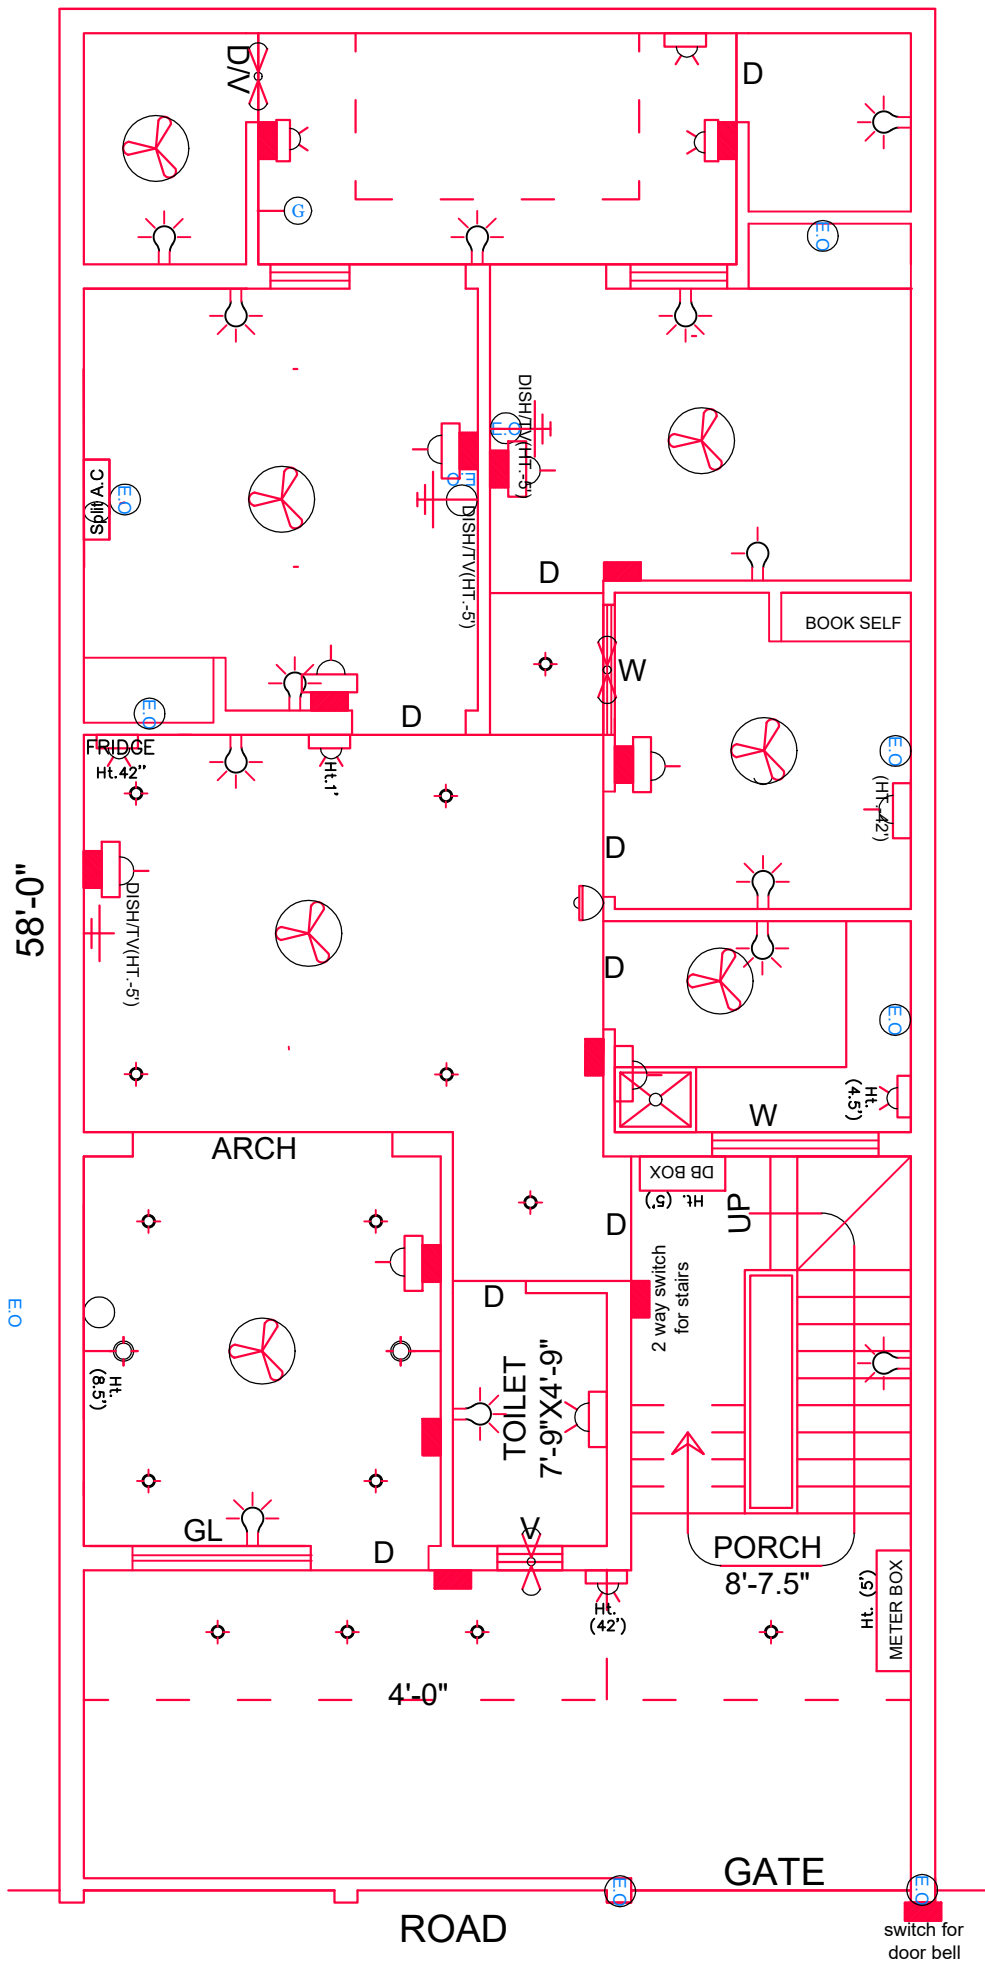 D/V
D
G
E.O
DISH/TV(HT.-5')
E.O
Split A.C
E.O
E.O
DISH/TV(HT.-5')
D
BOOK SELF
W
E.O
D
FRIDGE
Ht.42"
Ht.1'
E.O
(HT. 42')
D
58'-0"
DISH/TV(HT.-5')
D
E.O
Ht.
(4.5')
W
ARCH
DB BOX
Ht. (5')
UP
D
2 way switch
for stairs
D
E.O
Ht.
(8.5')
TOILET
7'-9"X4'-9"
GL
D
V
PORCH
8'-7.5"
Ht. (5')
METER BOX
Ht.
(42')
4'-0"
GATE
E.O
E.O
ROAD
switch for
door bell